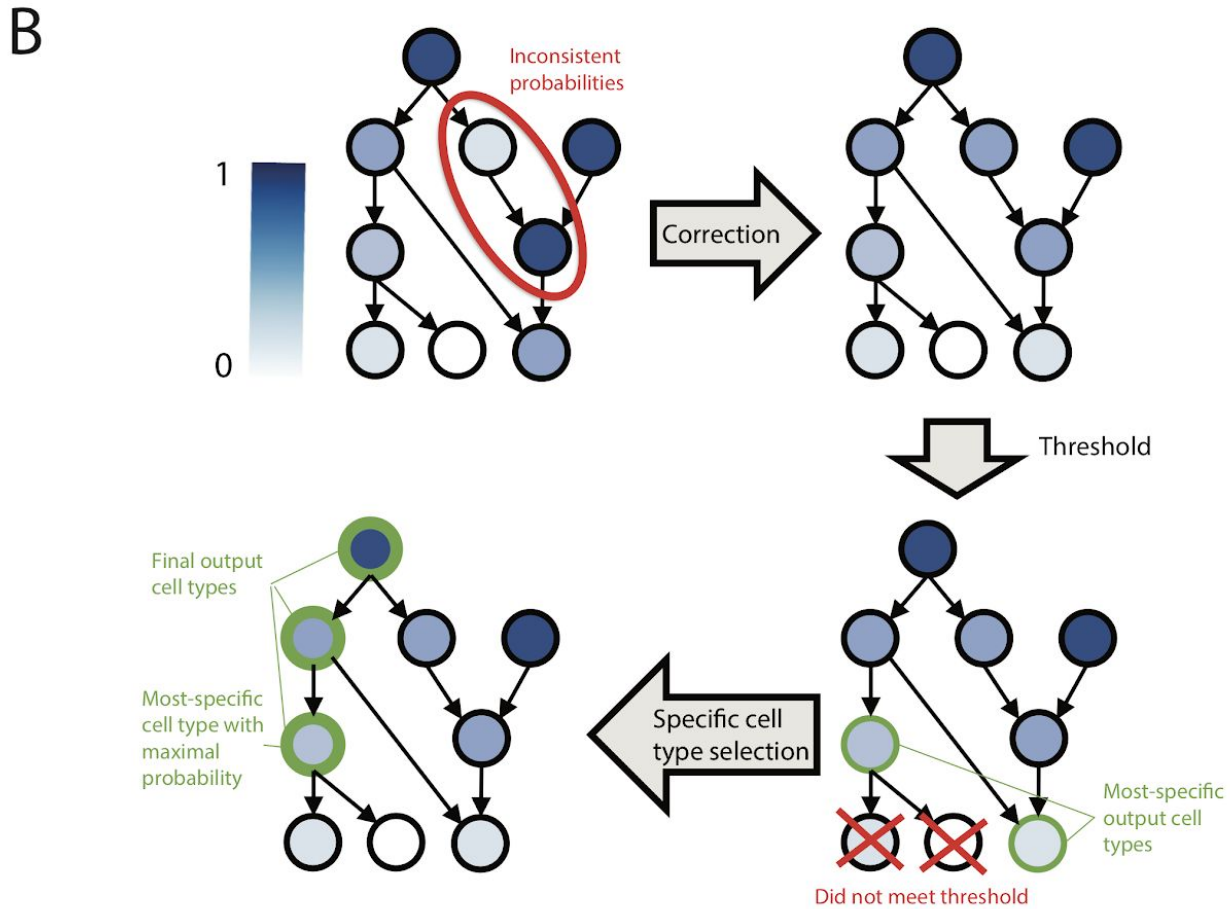 B
Inconsistent
probabilities
1
0
Correction
Threshold
Final output
cell types
Most-specific
cell type with
maximal
probability
Specific cell
type selection
Most-specific
output cell
types
Did not meet threshold